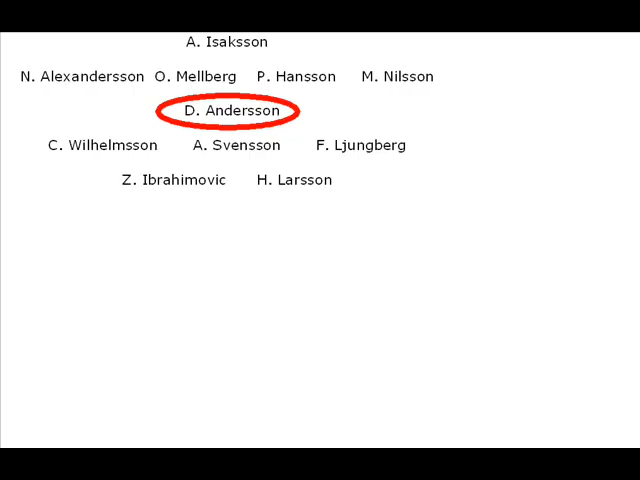 A. Isaksson
N. Alexandersson O. Mellberg P. Hansson M. Nilsson
D. Andersson
C. Wilhelmsson A. Svensson F. Ljungberg
Z. Ibrahimovic H. Larsson